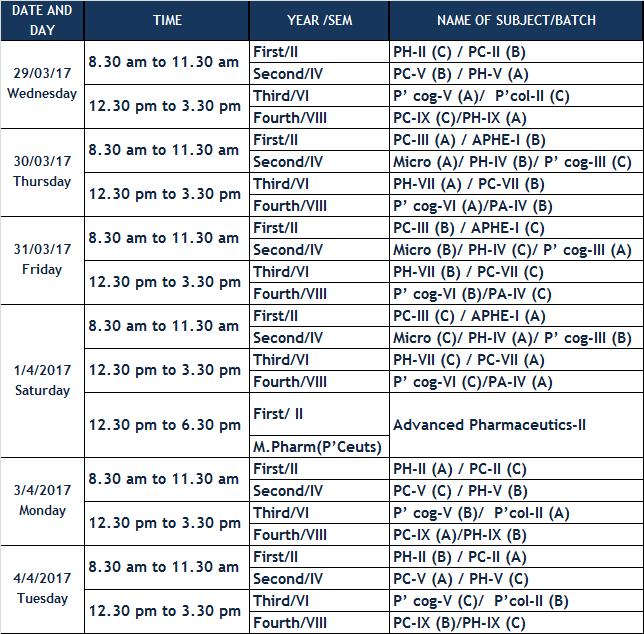 DATE AND DAY TIME YEAR /SEM NAME OF SUBJECT/BATCH
29/03/17 Wednesday
8.30 am to 11.30 am
First/II PH-II (C) / PC-II (B)
Second/IV PC-V (B) / PH-V (A)
12.30 pm to 3.30 pm
Third/VI P' cog-V (A)/ P'col-II (C)
Fourth/VIII PC-IX (C)/PH-IX (A)
30/03/17 Thursday
8.30 am to 11.30 am
First/II PC-III (A) / APHE-I (B)
Second/IV Micro (A)/ PH-IV (B)/ P' cog-III (C)
12.30 pm to 3.30 pm
Third/VI PH-VII (A) / PC-VII (B)
Fourth/VIII P' cog-VI (A)/PA-IV (B)
31/03/17 Friday
8.30 am to 11.30 am
First/II PC-III (B) / APHE-I (C)
Second/IV Micro (B)/ PH-IV (C)/ P' cog-III (A)
12.30 pm to 3.30 pm
Third/VI PH-VII (B) / PC-VII (C)
Fourth/VIII P' cog-VI (B)/PA-IV (C)
1/4/2017 Saturday
8.30 am to 11.30 am
First/II PC-III (C) / APHE-I (A)
Second/IV Micro (C)/ PH-IV (A)/ P' cog-III (B)
12.30 pm to 3.30 pm
Third/VI PH-VII (C) / PC-VII (A)
Fourth/VIII P' cog-VI (C)/PA-IV (A)
12.30 pm to 6.30 pm
First/ II
M.Pharm(P'Ceuts)
Advanced Pharmaceutics-II
3/4/2017 Monday
8.30 am to 11.30 am
First/II PH-II (A) / PC-II (C)
Second/IV PC-V (C) / PH-V (B)
12.30 pm to 3.30 pm
Third/VI P' cog-V (B)/ P'col-II (A)
Fourth/VIII PC-IX (A)/PH-IX (B)
4/4/2017 Tuesday
8.30 am to 11.30 am
First/II PH-II (B) / PC-II (A)
Second/IV PC-V (A) / PH-V (C)
12.30 pm to 3.30 pm
Third/VI P' cog-V (C)/ P'col-II (B)
Fourth/VIII PC-IX (B)/PH-IX (C)